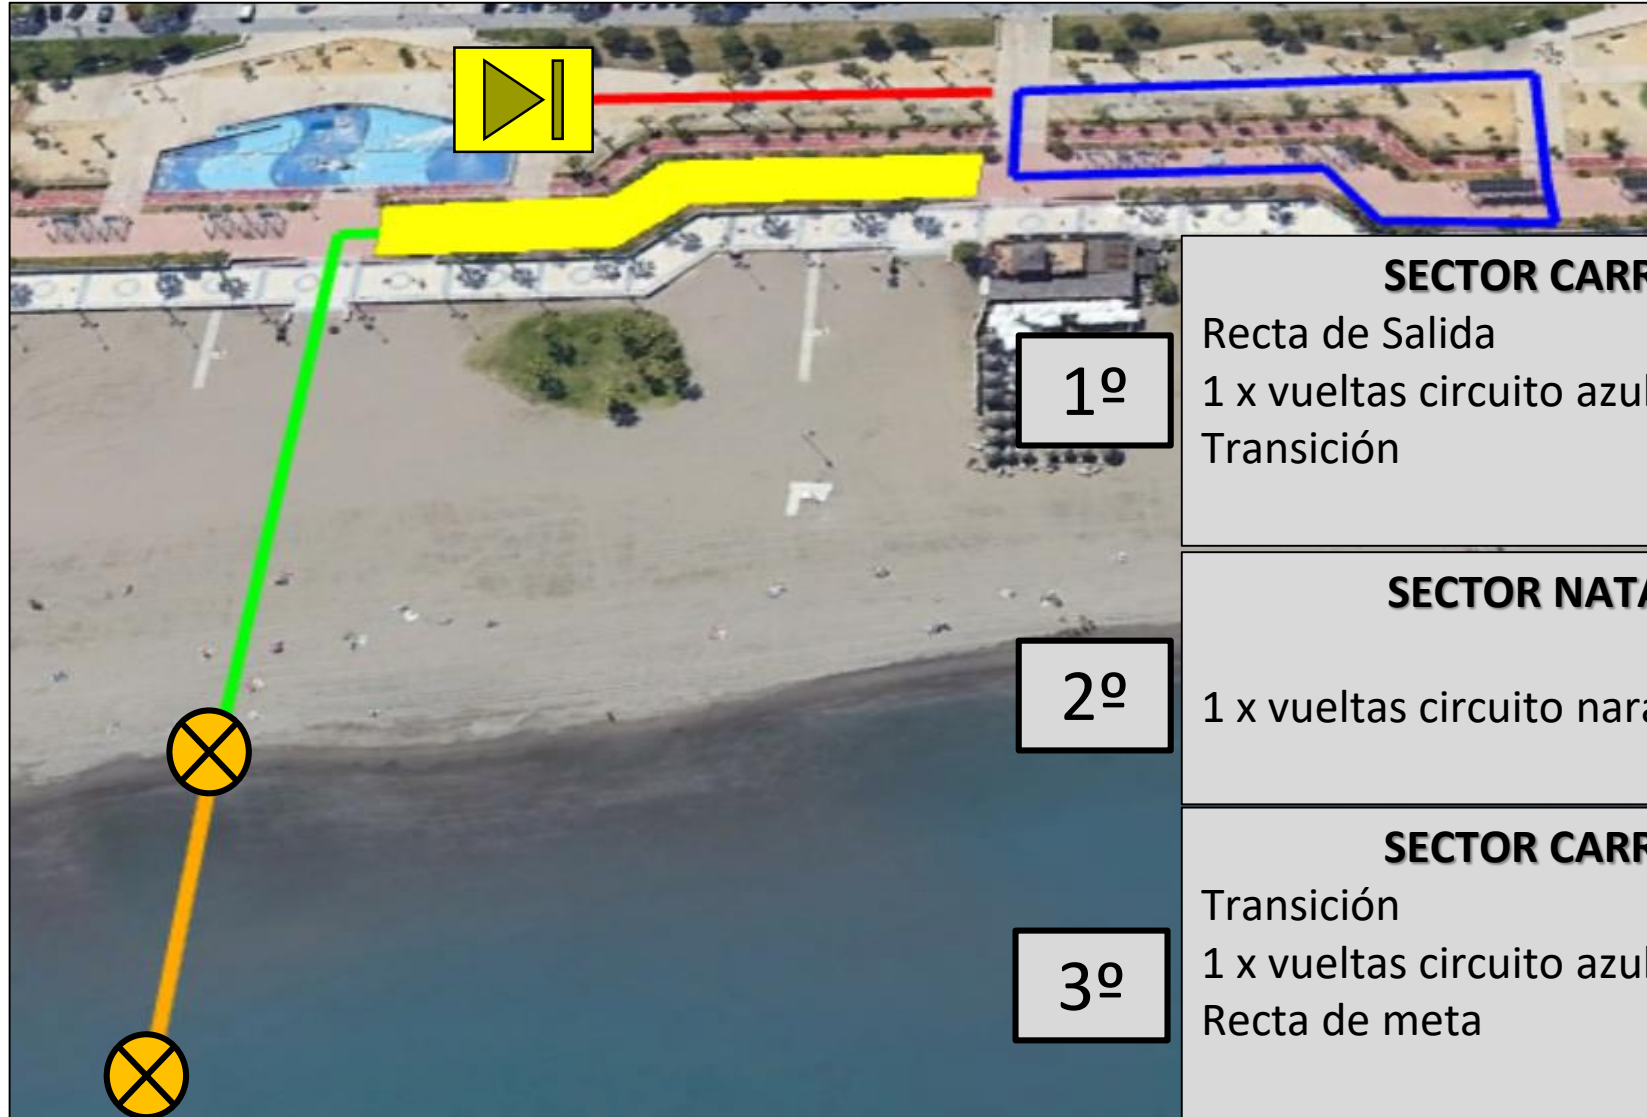 1º
SECTOR CARR
Recta de Salida
1 x vueltas circuito azul
Transición
2º
SECTOR NATA
1 x vueltas circuito nara
3º
SECTOR CARR
Transición
1 x vueltas circuito azul
Recta de meta